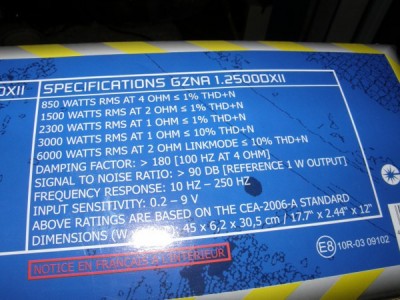 DXII
SPECIFICATIONS GZNA 1.2500DXII
850 WATTS RMS AT 4 OHM ≤ 1% THD+N
1500 WATTS RMS AT 2 OHM ≤ 1% THD+N
2300 WATTS RMS AT 1 OHM ≤ 1% THD+N
3000 WATTS RMS AT 1 OHM ≤ 10% THD+N
6000 WATTS RMS AT 2 OHM LINKMODE ≤ 10% THD+N
DAMPING FACTOR: > 180 [100 HZ AT 4 OHM]
SIGNAL TO NOISE RATIO: > 90 DB [REFERENCE 1 W OUTPUT]
FREQUENCY RESPONSE: 10 HZ – 250 HZ
INPUT SENSITIVITY: 0.2 – 9 V
ABOVE RATINGS ARE BASED ON THE CEA-2006-A STANDARD
DIMENSIONS (W 45 x 6,2 x 30,5 cm / 17.7" x 2.44" x 12"
NOTICE EN FRANÇAIS A L'INTERIEUR
E8 10R-03 09102